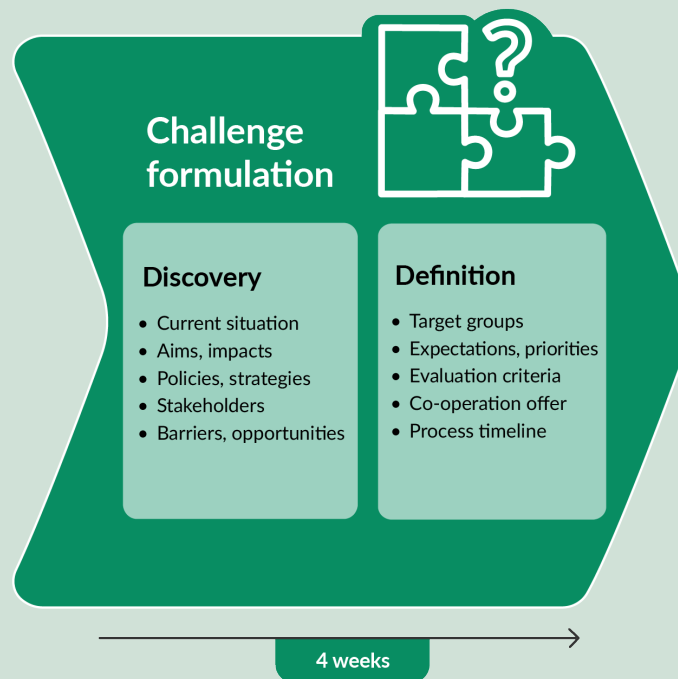 Challenge
formulation
Discovery
• Current situation
• Aims, impacts
• Policies, strategies
• Stakeholders
• Barriers, opportunities
Definition
• Target groups
• Expectations, priorities
• Evaluation criteria
• Co-operation offer
• Process timeline
4 weeks